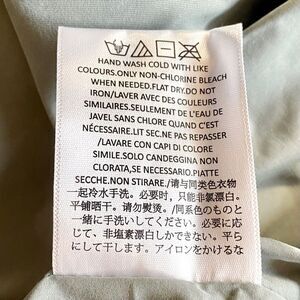 HAND WASH COLD WITH LIKE
COLOURS.ONLY NON-CHLORINE BLEACH
WHEN NEEDED.FLAT DRY.DO NOT
IRON/LAVER AVEC DES COULEURS
SIMILAIRES.SEULEMENT DE L'EAU DE
JAVEL SANS CHLORE QUAND C'EST
NÉCESSAIRE.LIT SEC.NE PAS REPASSER
/LAVARE CON CAPI DI COLORE
SIMILE.SOLO CANDEGGINA NON
CLORATA,SE NECESSARIO.PIATTE
SECCHE.NON STIRARE./请与同类色衣物
一起冷水手洗。必要时，只能非氯漂白。
平铺晒干。请勿熨烫。/同系色のものと
一緒に手洗いしてください。必要に応
じて、非塩素漂白しかできない。平ら
にして干します。アイロンをかけるな